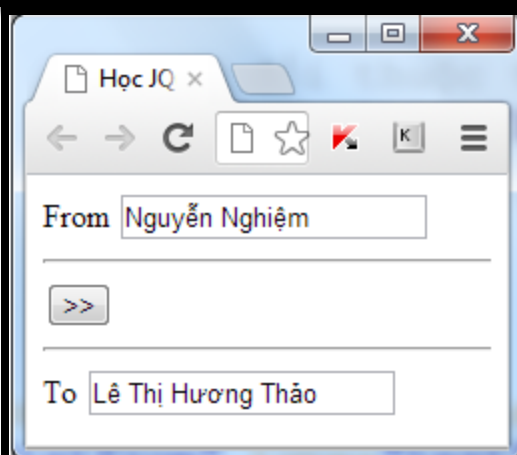 Học JQ
K
From Nguyễn Nghiệm
>>
To Lê Thị Hương Thảo